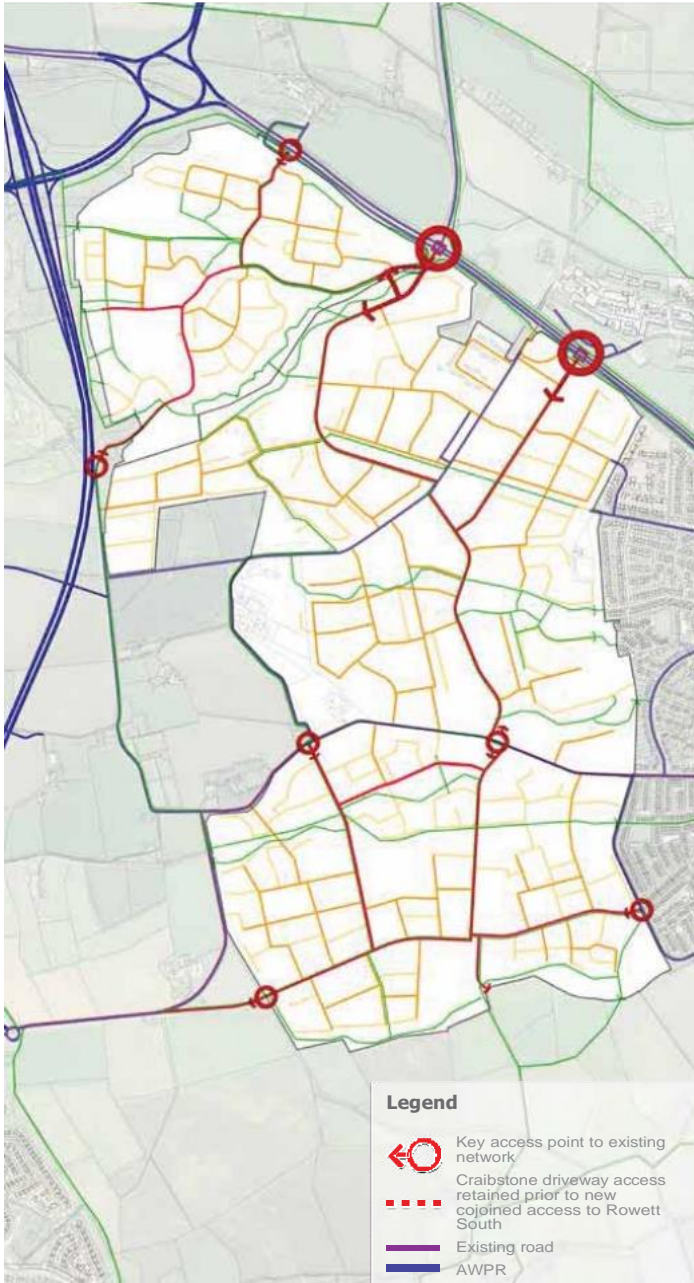 Legend
Key access point to existing
network
Craibstone driveway access
retained prior to new
cojoined access to Rowett
South
Existing road
AWPR